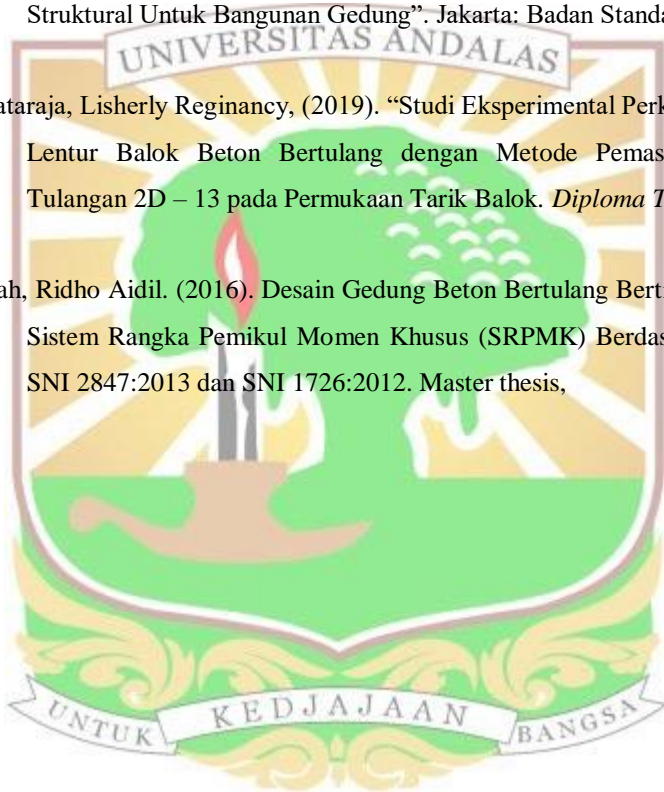 Struktural Untuk Bangunan Gedung”. Jakarta: Badan Standa
UNIVERSITAS ANDALAS
ataraja, Lisherly Reginancy, (2019). “Studi Eksperimental Perk
Lentur Balok Beton Bertulang dengan Metode Pemas
Tulangan 2D – 13 pada Permukaan Tarik Balok. Diploma T
ah, Ridho Aidil. (2016). Desain Gedung Beton Bertulang Berti
Sistem Rangka Pemikul Momen Khusus (SRPMK) Berdas
SNI 2847:2013 dan SNI 1726:2012. Master thesis,
UNTUK KEDJAJAAN BANGSA